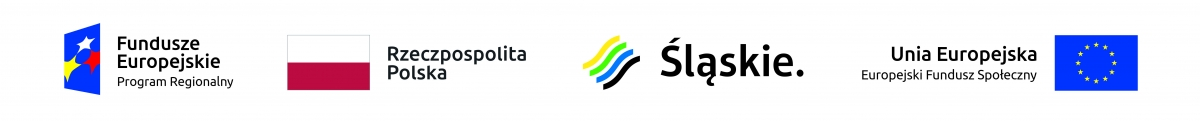 Fundusze
Europejskie
Program Regionalny
Rzeczpospolita
Polska
Śląskie.
Unia Europejska
Europejski Fundusz Społeczny